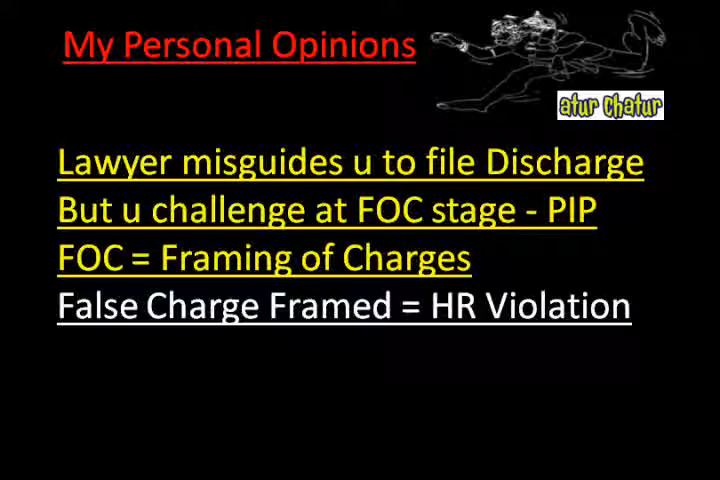 My Personal Opinions
atur chatur
Lawyer misguides u to file Discharge
But u challenge at FOC stage - PIP
FOC = Framing of Charges
False Charge Framed = HR Violation